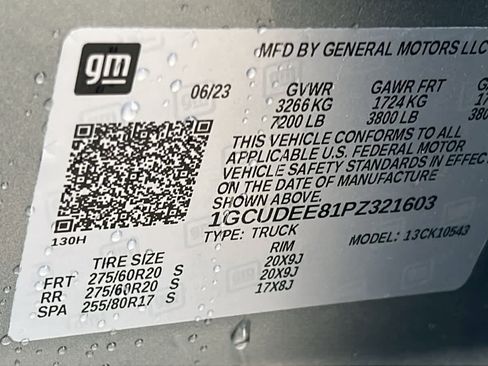 gm
MFD BY GENERAL MOTORS LLC
06/23 GVWR GAWR FRT
3266 KG 1724 KG
7200 LB 3800 LB
THIS VEHICLE CONFORMS TO ALL
APPLICABLE U.S. FEDERAL MOTOR
VEHICLE SAFETY STANDARDS IN EFFECT
ON THE DATE OF MANUFACTURE
SHOWN ABOVE.
1GCUDEE81PZ321603
130H
TYPE: TRUCK MODEL: 13CK10543
TIRE SIZE RIM
FRT 275/60R20 S 20X9J
RR 275/60R20 S 20X9J
SPA 255/80R17 S 17X8J